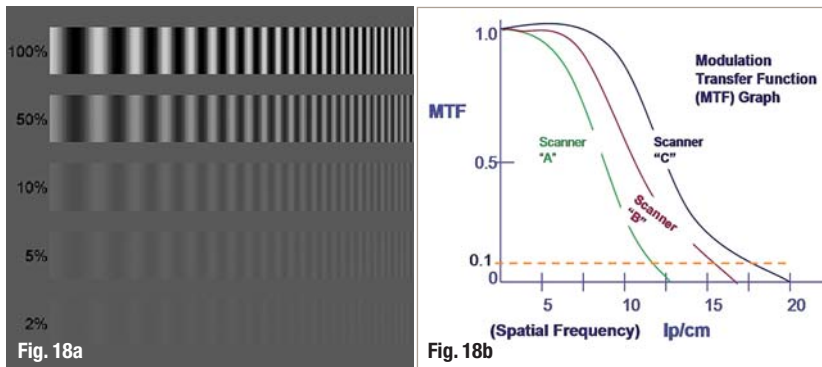 100%
50%
10%
5%
2%
Fig. 18a
1.0
MTF
0.5
0.1
0
Modulation
Transfer Function
(MTF) Graph
Scanner
"A"
Scanner
"B"
Scanner
"C"
5
10
15
20
(Spatial Frequency) lp/cm
Fig. 18b